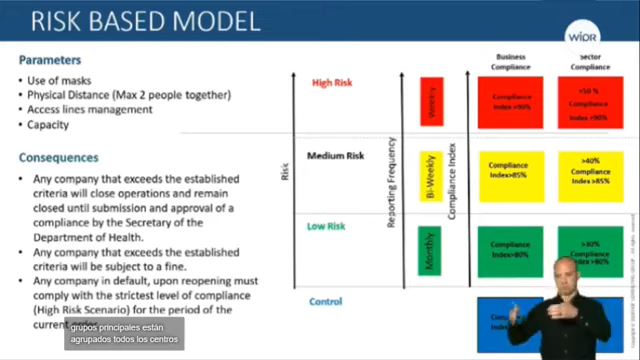 RISK BASED MODEL
WIPR
Parameters
Use of masks
Physical Distance (Max 2 people together)
Access lines management
Capacity
Consequences
Any company that exceeds the established
criteria will close operations and remain
closed until submission and approval of a
compliance by the Secretary of the
Department of Health.
Any company that exceeds the established
criteria will be subject to a fine.
Any company in default, upon reopening must
comply with the strictest level of compliance
(High Risk Scenario) for the period of the
current order.
grupos principales están
agrupados todos los centros
Risk
High Risk
Medium Risk
Low Risk
Control
Reporting Frequency
Weekly
Bi-Weekly
Monthly
Compliance Index
Business
Compliance
Compliance
Index>90%
Compliance
Index>85%
Compliance
Index>80%
Sector
Compliance
>50 %
Compliance
Index >90%
>40%
Compliance
Index>85%
>30%
Compliance
Index >80%